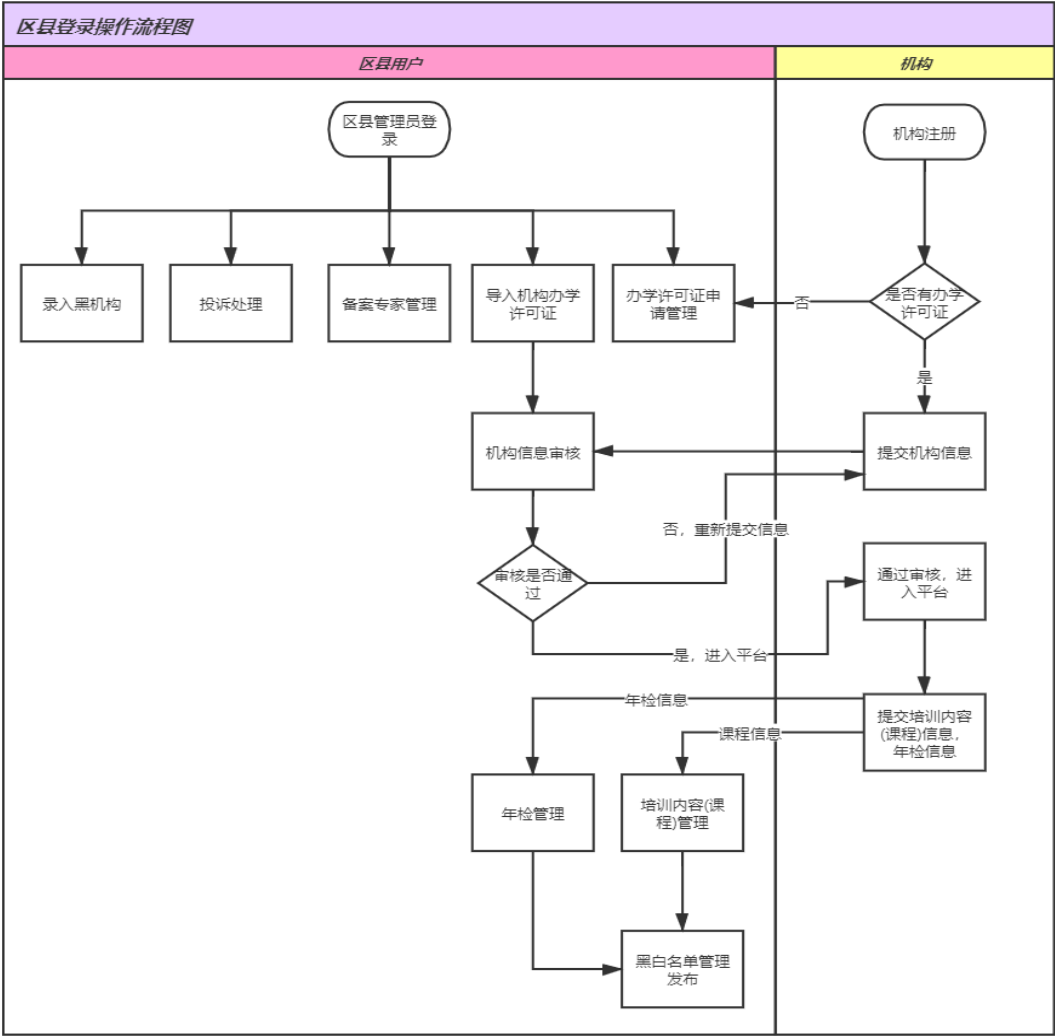 区县登录操作流程图
区县用户
机构
区县管理员登
录
机构注册
录入黑机构
投诉处理
备案专家管理
导入机构办学
许可证
办学许可证申
请管理
否
是否有办学
许可证
是
机构信息审核
提交机构信息
否，重新提交信息
审核是否通
过
通过审核，进
入平台
是，进入平台
年检信息
课程信息
提交培训内容
(课程)信息，
年检信息
年检管理
培训内容(课
程)管理
黑白名单管理
发布